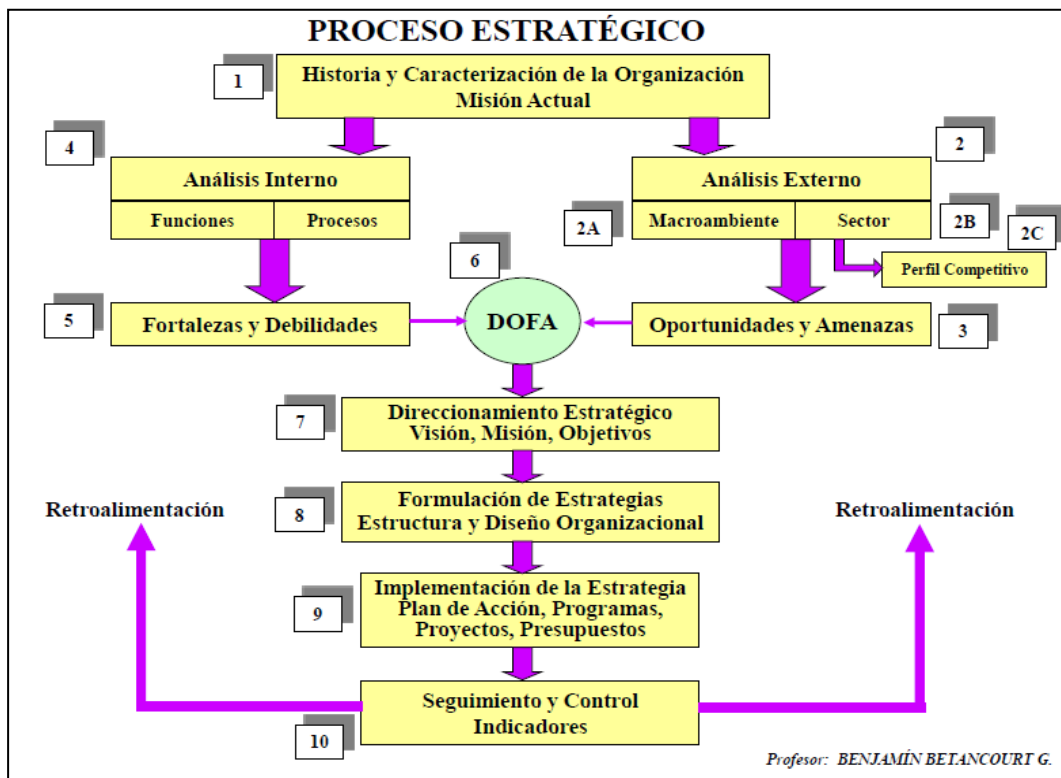 PROCESO ESTRATÉGICO
1
Historia y Caracterización de la Organización
Misión Actual
4
Análisis Interno
Funciones
Procesos
2
Análisis Externo
2A
Macroambiente
Sector
2B
2C
Perfil Competitivo
5
Fortalezas y Debilidades
6
DOFA
Oportunidades y Amenazas
3
7
Direccionamiento Estratégico
Visión, Misión, Objetivos
8
Formulación de Estrategias
Estructura y Diseño Organizacional
Retroalimentación
Retroalimentación
9
Implementación de la Estrategia
Plan de Acción, Programas,
Proyectos, Presupuestos
10
Seguimiento y Control
Indicadores
Profesor: BENJAMÍN BETANCOURT G.